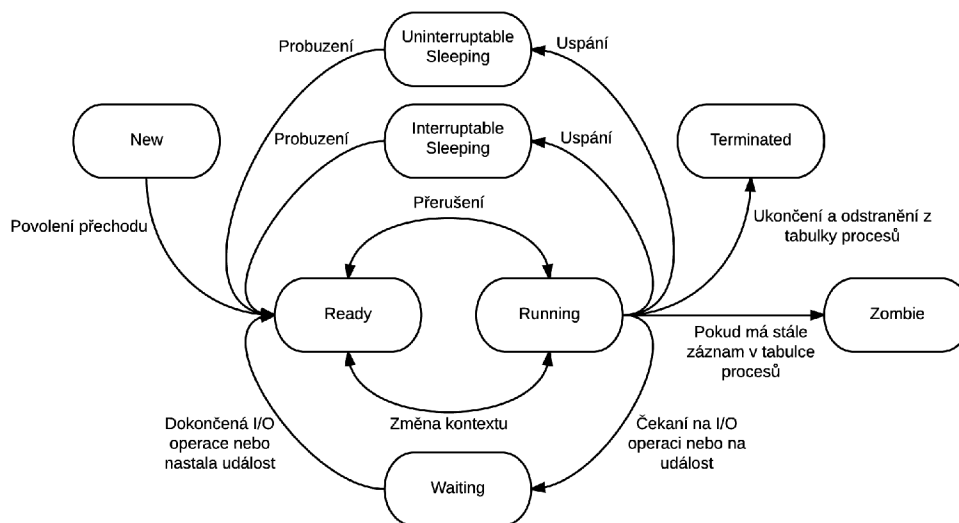 Probuzení
Uninterruptable
Sleeping
Uspání
New
Probuzení
Interruptable
Sleeping
Uspání
Terminated
Povolení přechodu
Přerušení
Ukončení a odstranění z
tabulky procesů
Ready
Running
Zombie
Pokud má stále
záznam v tabulce
procesů
Dokončená I/O
operace nebo
nastala událost
Změna kontextu
Čekaní na I/O
operaci nebo na
událost
Waiting